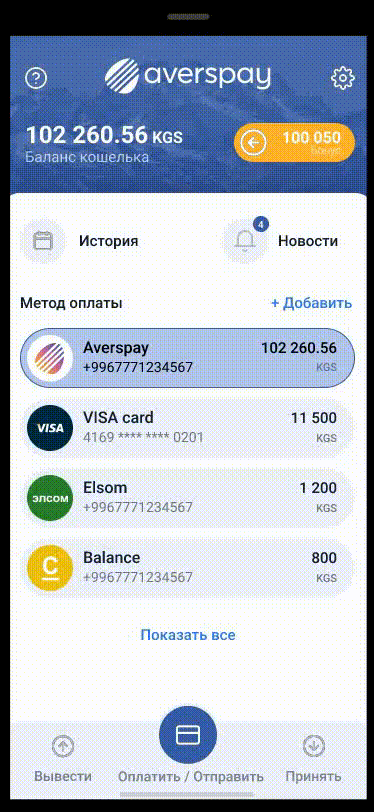 averspay
102 260.56 KGS
Баланс кошелька
100 050
Бонус
История
4
Новости
Метод оплаты
+ Добавить
Averspay
102 260.56
+9967771234567
KGS
VISA
VISA card
11 500
4169 **** **** 0201
KGS
элсом
Elsom
1 200
+9967771234567
KGS
C
Balance
800
+9967771234567
KGS
Показать все
Вывести
Оплатить / Отправить
Принять